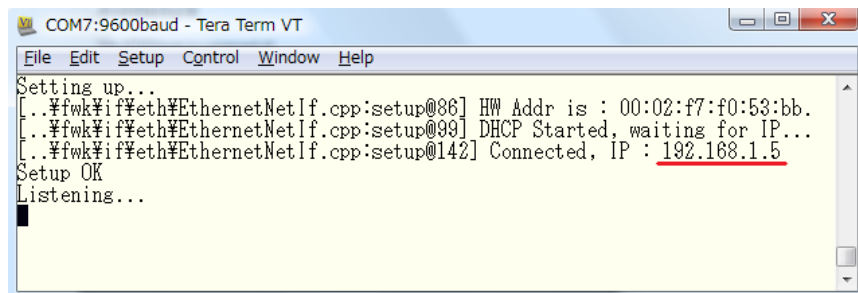 COM7:9600baud - Tera Term VT
File Edit Setup Control Window Help
Setting up...
[..¥fwk¥if¥eth¥EthernetNetIf.cpp:setup@86] HW Addr is : 00:02:f7:f0:53:bb.
[..¥fwk¥if¥eth¥EthernetNetIf.cpp:setup@99] DHCP Started, waiting for IP...
[..¥fwk¥if¥eth¥EthernetNetIf.cpp:setup@142] Connected, IP : 192.168.1.5
Setup OK
Listening...